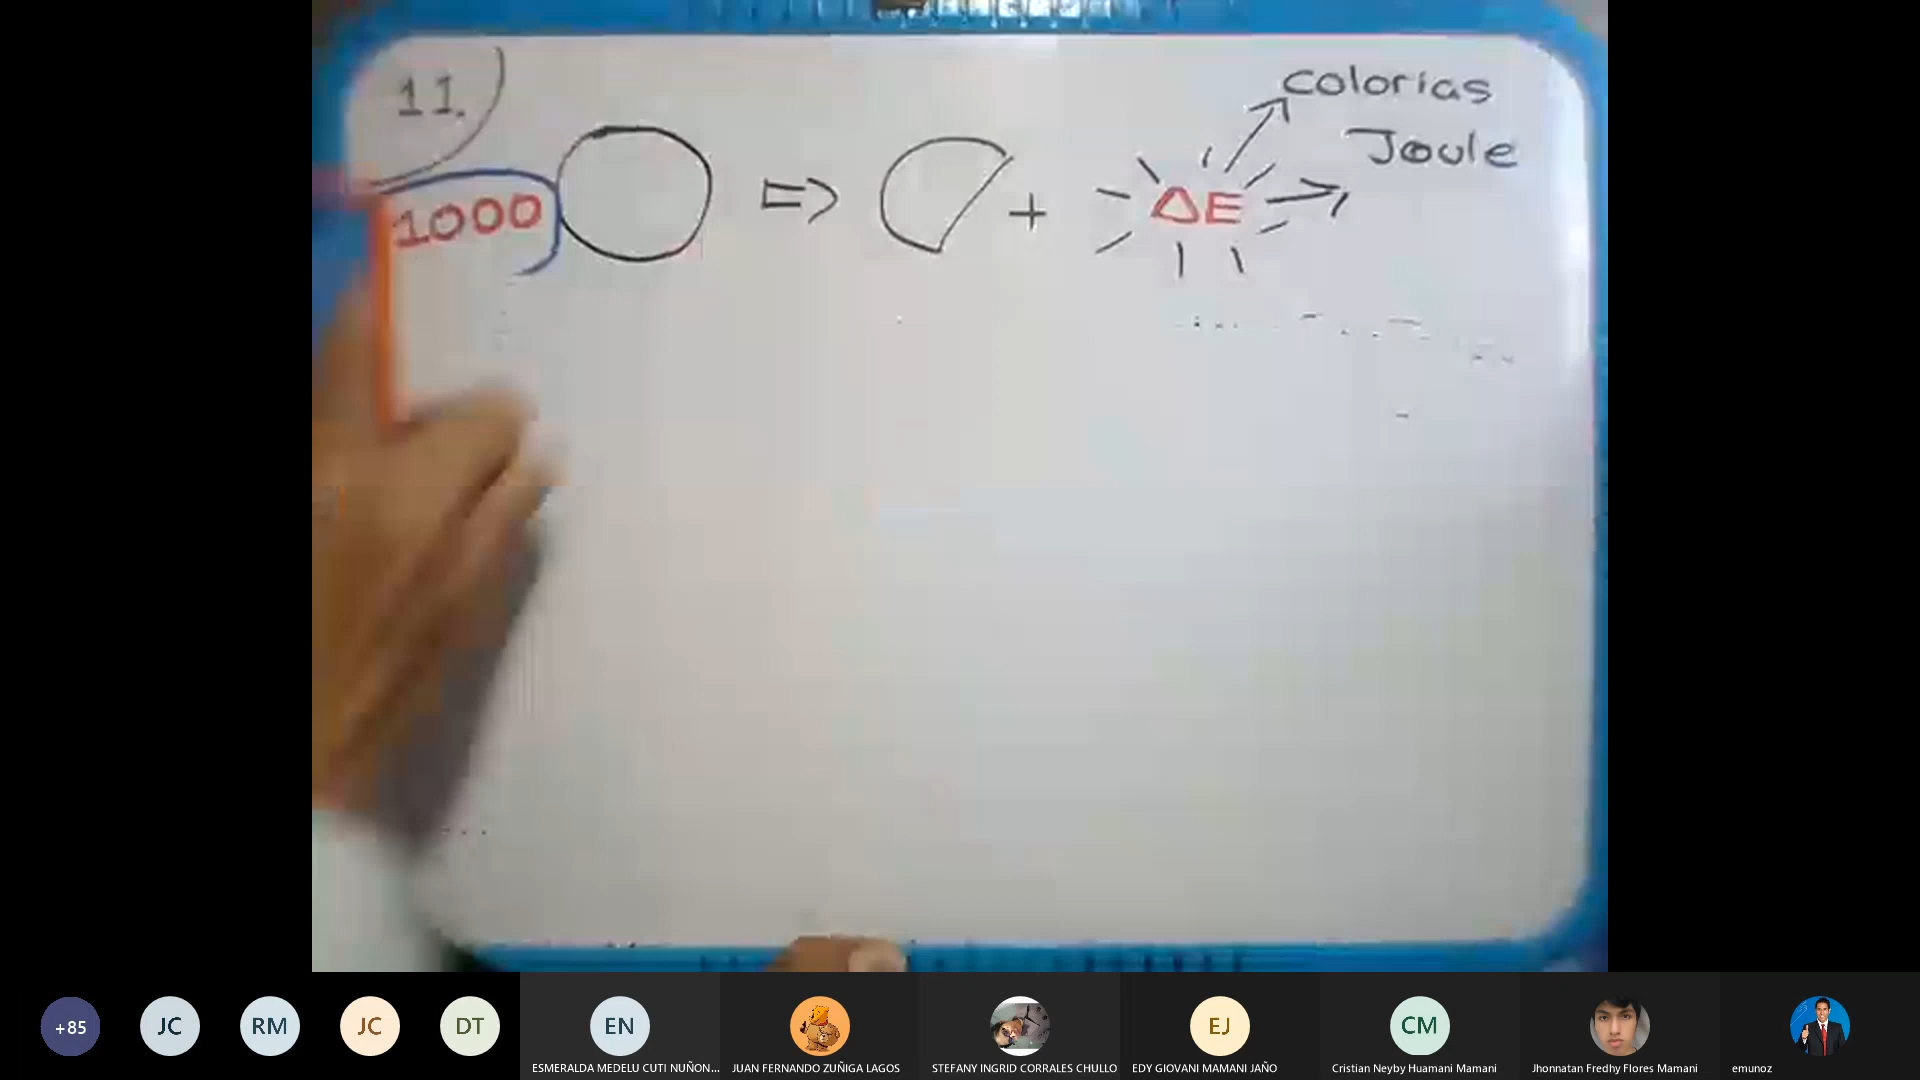 11.
colorias
Joule
1000 ⇒ + ΔE
+85
JC
RM
JC
DT
EN
EJ
CM
ESMERALDA MEDELU CUTI NUÑON...
JUAN FERNANDO ZUÑIGA LAGOS
STEFANY INGRID CORRALES CHULLO
EDY GIOVANI MAMANI JAÑO
Cristian Neyby Huamani Mamani
Jhonnatan Fredhy Flores Mamani
emunoz